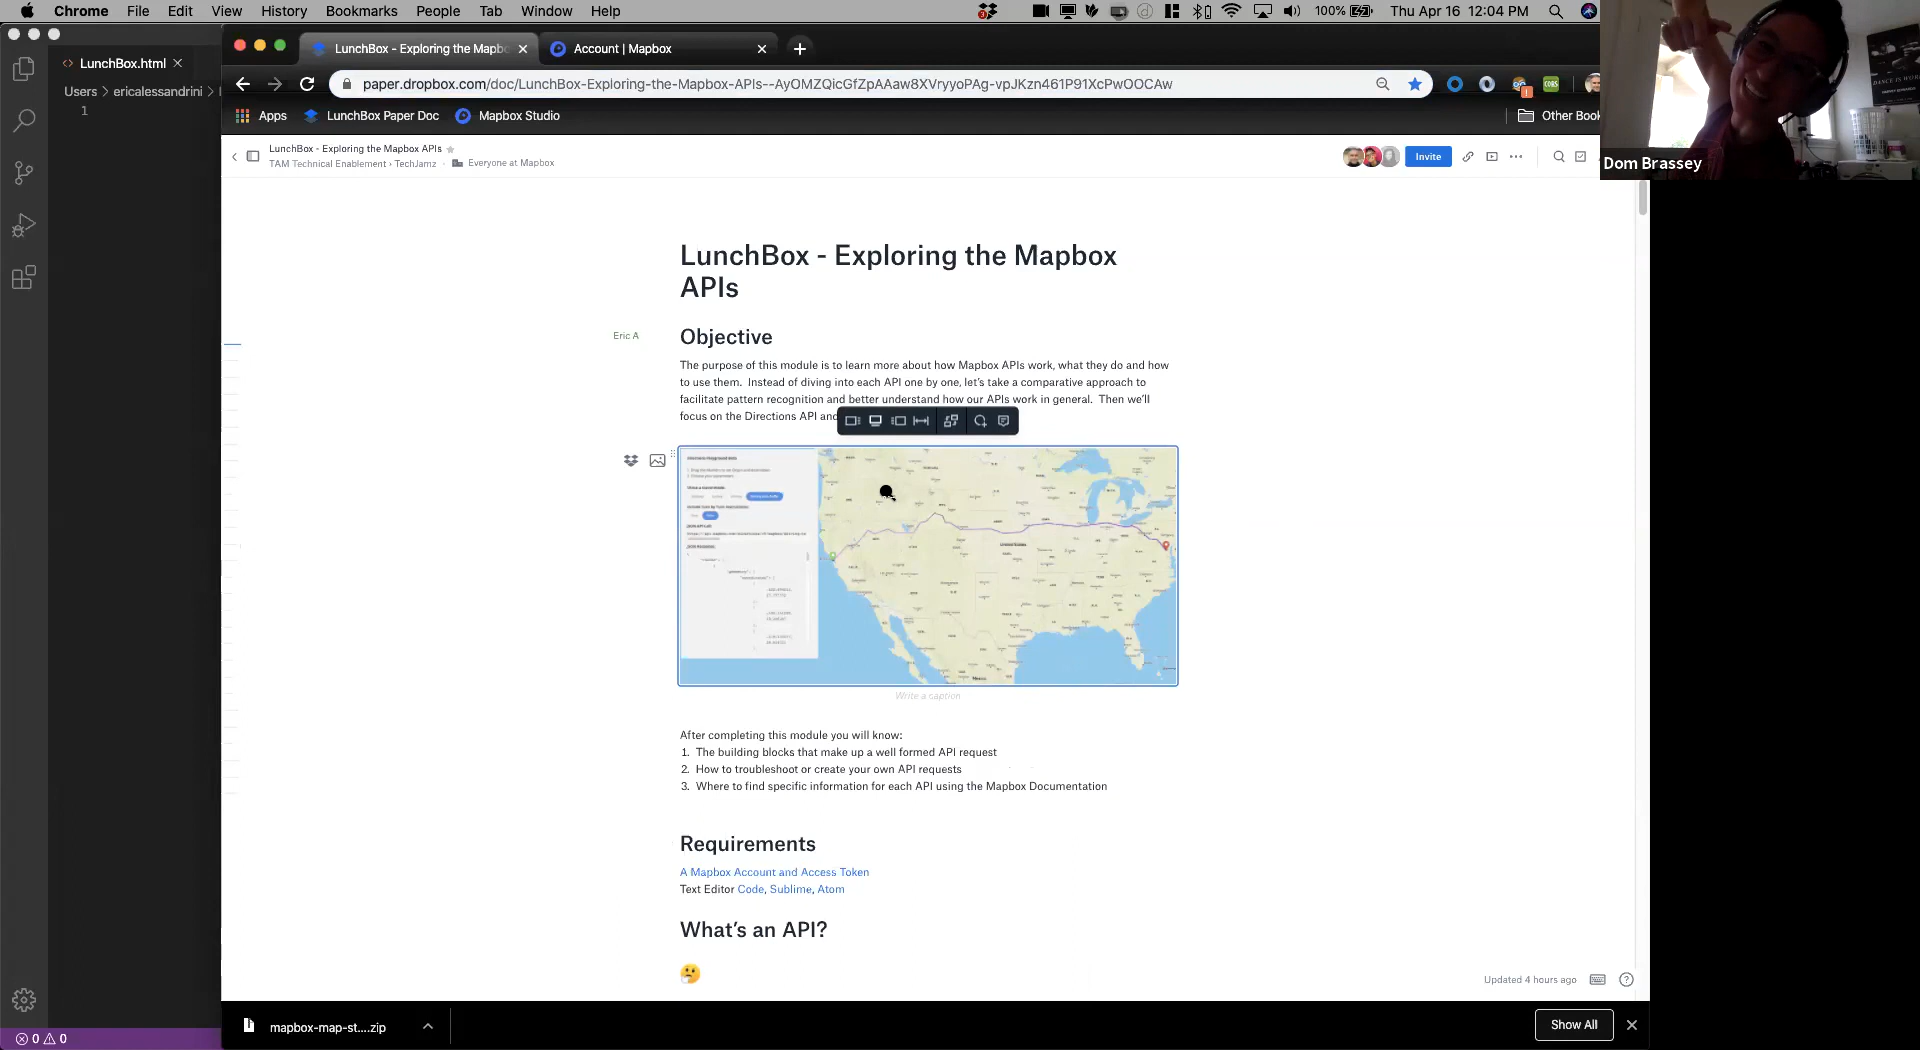 Chrome File Edit View History Bookmarks People Tab Window Help
100% Thu Apr 16 12:04 PM
LunchBox.html
Users > ericalessandrini >
1
LunchBox - Exploring the Mapb
Account | Mapbox
paper.dropbox.com/doc/LunchBox-Exploring-the-Mapbox-APIs--AyOMZQicGfZpAAaw8XVryyoPAg-vpJKzn461P91XcPwOOCAw
Apps LunchBox Paper Doc Mapbox Studio
Other Book
LunchBox - Exploring the Mapbox APIs
TAM Technical Enablement › TechJamz · Everyone at Mapbox
Invite
Dom Brassey
LunchBox - Exploring the Mapbox
APIs
Eric A
Objective
The purpose of this module is to learn more about how Mapbox APIs work, what they do and how
to use them. Instead of diving into each API one by one, let's take a comparative approach to
facilitate pattern recognition and better understand how our APIs work in general. Then we'll
focus on the Directions API and
Write a caption
After completing this module you will know:
1. The building blocks that make up a well formed API request
2. How to troubleshoot or create your own API requests
3. Where to find specific information for each API using the Mapbox Documentation
Requirements
A Mapbox Account and Access Token
Text Editor Code, Sublime, Atom
What's an API?
Updated 4 hours ago
mapbox-map-st....zip
Show All
0 0